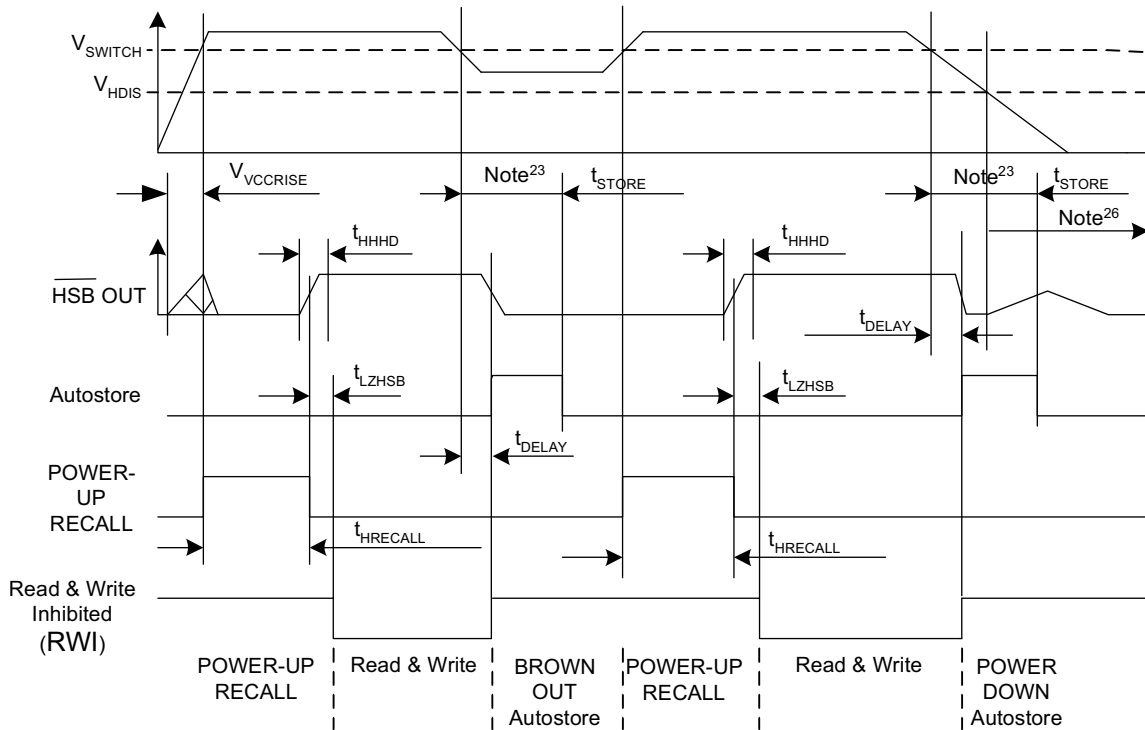 VSWITCH
VHDIS
VVCCRISE
Note23
tSTORE
Note23
tSTORE
Note26
tHHHD
tHHHD
HSB OUT
tDELAY
tLZHSB
tLZHSB
Autostore
tDELAY
POWER-
UP
RECALL
tHRECALL
tHRECALL
Read & Write
Inhibited
(RWI)
POWER-UP
RECALL
Read & Write
BROWN
OUT
Autostore
POWER-UP
RECALL
Read & Write
POWER
DOWN
Autostore